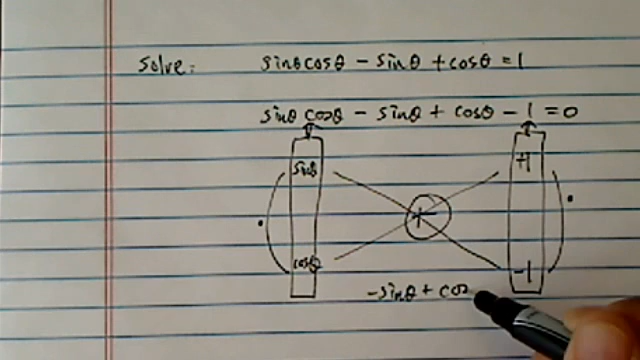 Solve: sinθcosθ - sinθ + cosθ = 1
sinθ cosθ - sinθ + cosθ - 1 = 0
sinθ +1
+
cosθ -1
-sinθ + cos